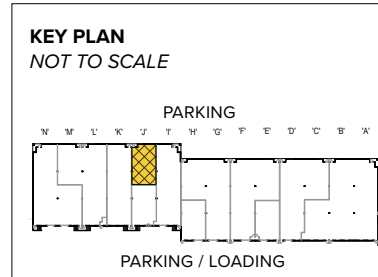 KEY PLAN
NOT TO SCALE
PARKING
'N' 'M' 'L' 'K' 'J' 'I' 'H' 'G' 'F' 'E' 'D' 'C' 'B' 'A'
PARKING / LOADING